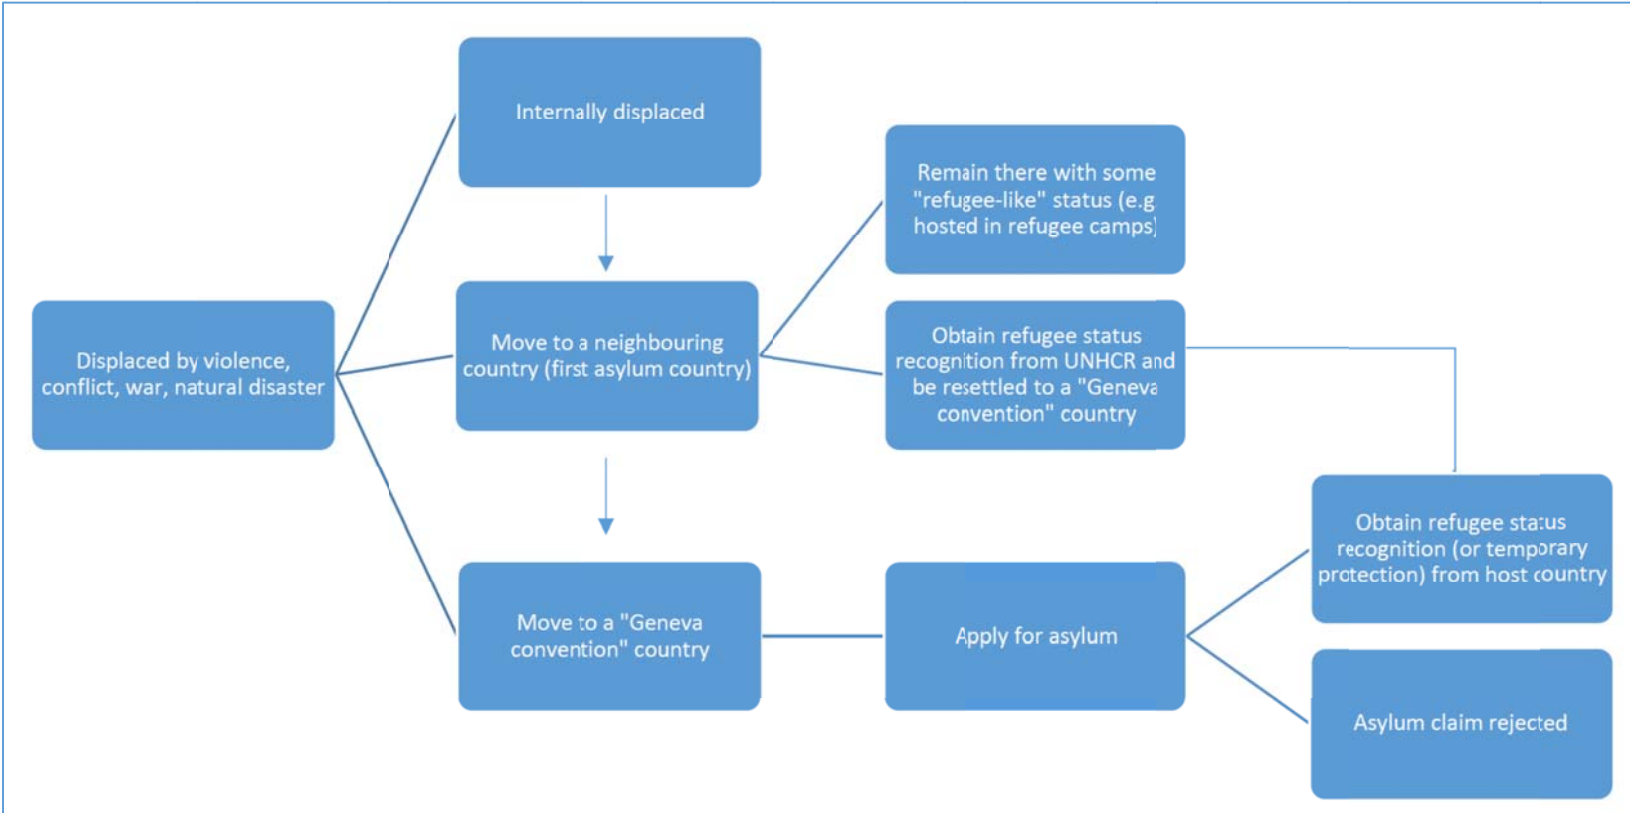 Internally displaced
Remain there with some
"refugee-like" status (e.g
hosted in refugee camps)
Displaced by violence,
conflict, war, natural disaster
Move to a neighbouring
country (first asylum country)
Obtain refugee status
recognition from UNHCR and
be resettled to a "Geneva
convention" country
Move to a "Geneva
convention" country
Apply for asylum
Obtain refugee status
recognition (or temporary
protection) from host country
Asylum claim rejected